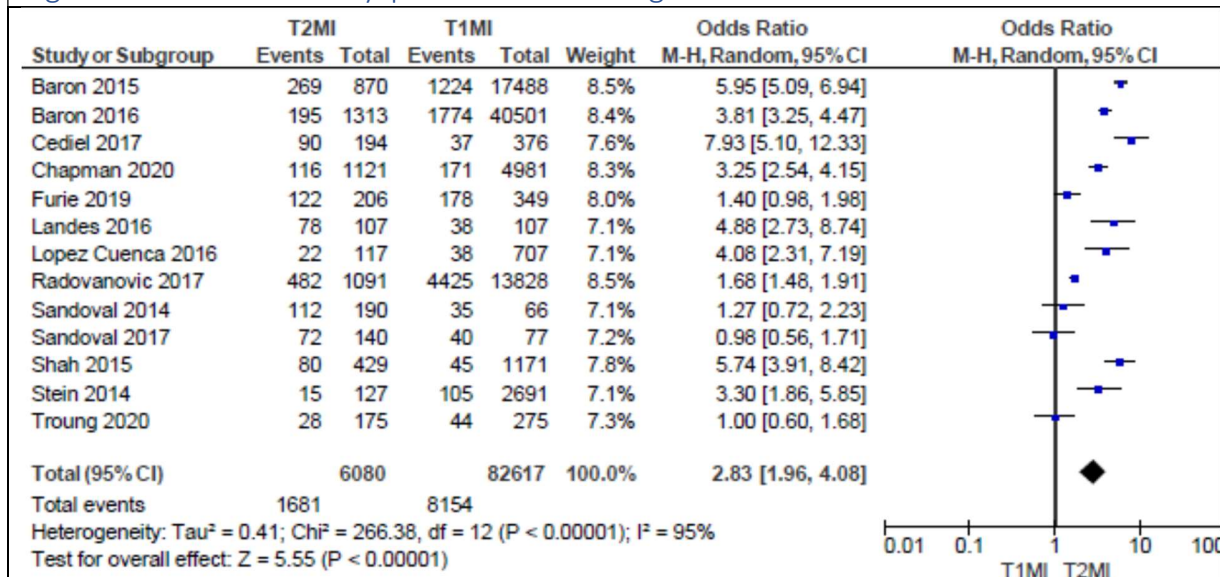 T2MI T1MI Odds Ratio Odds Ratio
Study or Subgroup Events Total Events Total Weight M-H, Random, 95% CI M-H, Random, 95% CI
Baron 2015 269 870 1224 17488 8.5% 5.95 [5.09, 6.94]
Baron 2016 195 1313 1774 40501 8.4% 3.81 [3.25, 4.47]
Cediel 2017 90 194 37 376 7.6% 7.93 [5.10, 12.33]
Chapman 2020 116 1121 171 4981 8.3% 3.25 [2.54, 4.15]
Furie 2019 122 206 178 349 8.0% 1.40 [0.98, 1.98]
Landes 2016 78 107 38 107 7.1% 4.88 [2.73, 8.74]
Lopez Cuenca 2016 22 117 38 707 7.1% 4.08 [2.31, 7.19]
Radovanovic 2017 482 1091 4425 13828 8.5% 1.68 [1.48, 1.91]
Sandoval 2014 112 190 35 66 7.1% 1.27 [0.72, 2.23]
Sandoval 2017 72 140 40 77 7.2% 0.98 [0.56, 1.71]
Shah 2015 80 429 45 1171 7.8% 5.74 [3.91, 8.42]
Stein 2014 15 127 105 2691 7.1% 3.30 [1.86, 5.85]
Troung 2020 28 175 44 275 7.3% 1.00 [0.60, 1.68]
Total (95% CI) 6080 82617 100.0% 2.83 [1.96, 4.08]
Total events 1681 8154
Heterogeneity: Tau² = 0.41; Chi² = 266.38, df = 12 (P < 0.00001); I² = 95%
Test for overall effect: Z = 5.55 (P < 0.00001)
0.01 0.1 1 10 100
T1MI T2MI